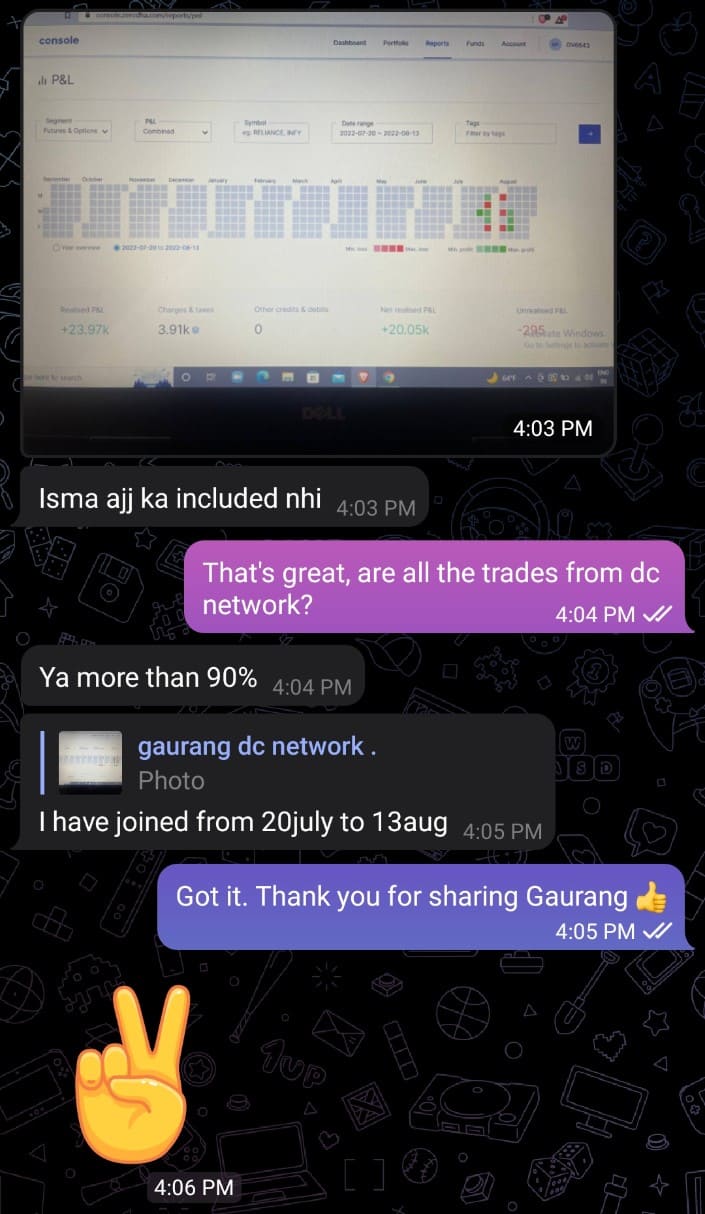 console.zerodha.com/reports/pnl
console
Dashboard Portfolio Reports Funds Account
P&L
Segment P&L Symbol Date range Tags
Futures & Options Combined eg: RELIANCE, INFY 2022-07-20 ~ 2022-08-13 Filter by tags
September October November December January February March April May June July August
Year overview 2022-07-20 to 2022-08-13 Min. loss Max. loss Min. profit Max. profit
Realised P&L Charges & taxes Other credits & debits Net realised P&L Unrealised P&L
+23.97k 3.91k 0 +20.05k -295
Activate Windows
Go to Settings to activate
here to search 64°F ENG
DELL
4:03 PM
Isma ajj ka included nhi 4:03 PM
That's great, are all the trades from dc
network? 4:04 PM
Ya more than 90% 4:04 PM
gaurang dc network .
Photo
I have joined from 20july to 13aug 4:05 PM
Got it. Thank you for sharing Gaurang 👍
4:05 PM
4:06 PM